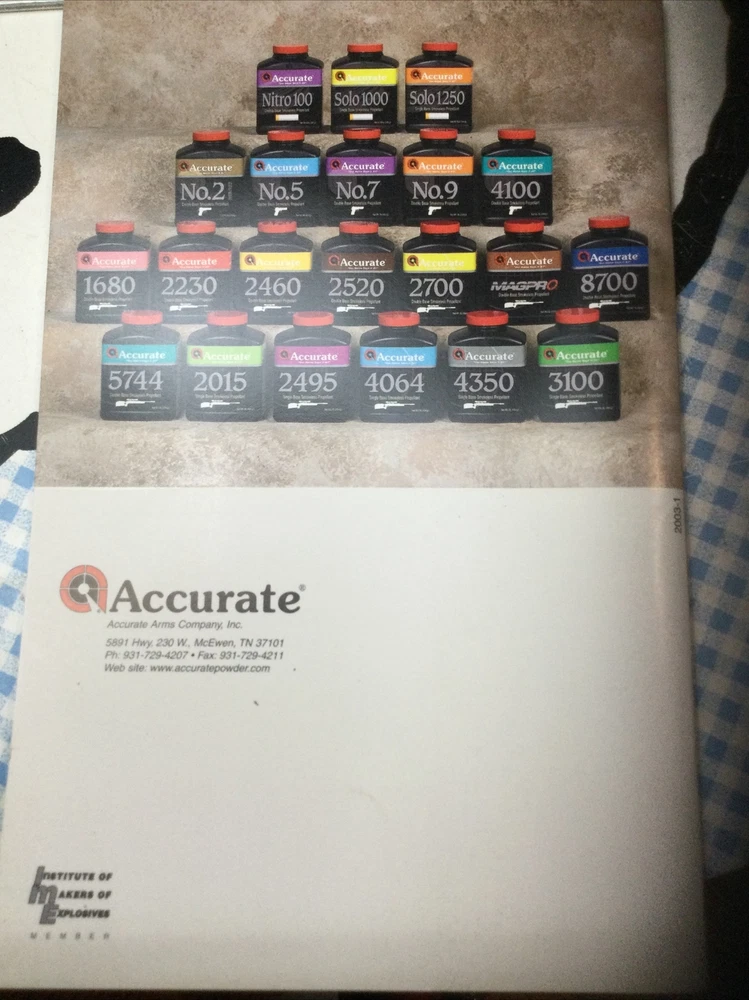 Accurate
Nitro 100
Accurate
Solo 1000
Accurate
Solo 1250
Accurate
No.2
Accurate
No.5
Accurate
No.7
Accurate
No.9
Accurate
4100
Accurate
1680
Accurate
2230
Accurate
2460
Accurate
2520
Accurate
2700
Accurate
MAGPRO
Accurate
8700
Accurate
5744
Accurate
2015
Accurate
2495
Accurate
4064
Accurate
4350
Accurate
3100
2003-1
Accurate®
Accurate Arms Company, Inc.
5891 Hwy. 230 W., McEwen, TN 37101
Ph: 931-729-4207 • Fax: 931-729-4211
Web site: www.accuratepowder.com
INSTITUTE OF
MAKERS OF
EXPLOSIVES
MEMBER